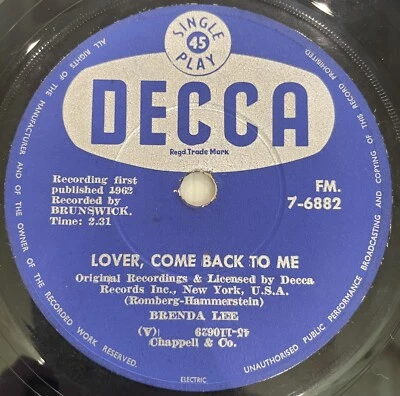 SINGLE
45
PLAY
DECCA
Regd. Trade Mark
Recording first
published 1962
Recorded by
BRUNSWICK.
Time: 2.31
FM.
7-6882
LOVER, COME BACK TO ME
Original Recordings & Licensed by Decca
Records Inc., New York, U.S.A.
(Romberg-Hammerstein)
BRENDA LEE
(A)
Chappell & Co.
ELECTRIC
ALL RIGHTS OF THE MANUFACTURER AND OF THE OWNER OF THE RECORDED WORK RESERVED.
UNAUTHORISED PUBLIC PERFORMANCE BROADCASTING AND COPYING OF THIS RECORD PROHIBITED